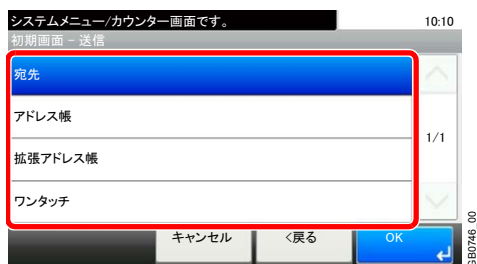 システムメニュー/カウンター画面です。 10:10
初期画面 - 送信
宛先
アドレス帳
1/1
拡張アドレス帳
ワンタッチ
キャンセル <戻る OK
GB0746_00